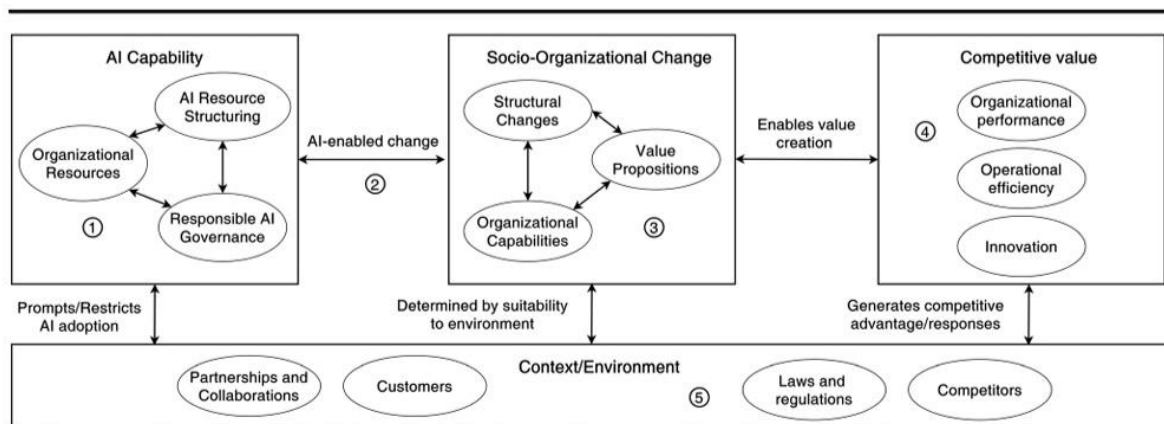 AI Capability
AI Resource
Structuring
Organizational
Resources
Responsible AI
Governance
①
AI-enabled change
②
Socio-Organizational Change
Structural
Changes
Value
Propositions
Organizational
Capabilities
③
Enables value
creation
Competitive value
④
Organizational
performance
Operational
efficiency
Innovation
Prompts/Restricts
AI adoption
Determined by suitability
to environment
Generates competitive
advantage/responses
Context/Environment
Partnerships and
Collaborations
Customers
⑤
Laws and
regulations
Competitors